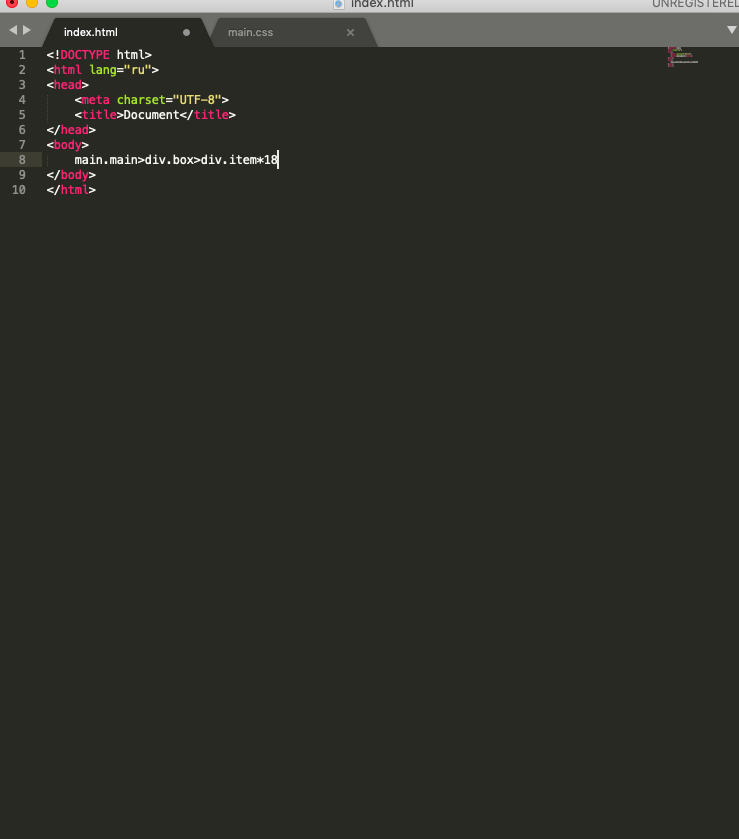 index.html
UNREGISTERED
index.html
main.css
1 <!DOCTYPE html>
2 <html lang="ru">
3 <head>
4 <meta charset="UTF-8">
5 <title>Document</title>
6 </head>
7 <body>
8 main.main>div.box>div.item*18
9 </body>
10 </html>